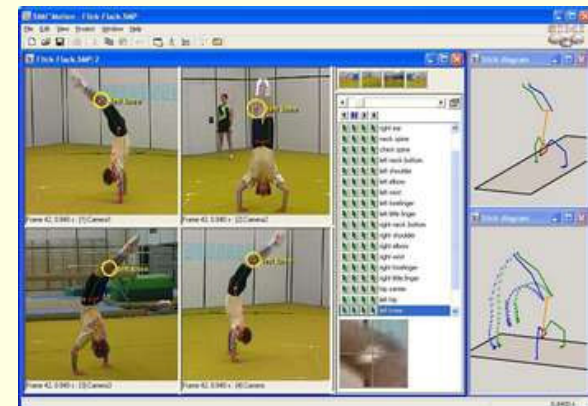 SIMI°Motion - Flick-Flack.SMP
File Edit View Project Window Help
Flick-Flack.SMP:2
left knee
left knee
Frame 42, 0.840 s : [1] Camera1
Frame 42, 0.840 s : [2] Camera2
left knee
left knee
Frame 42, 0.840 s : [3] Camera3
Frame 42, 0.840 s : [4] Camera
right ear
neck spine
chest spine
left neck bottom
left shoulder
left elbow
left wrist
left forefinger
left little finger
right neck bottom
right shoulder
right elbow
right wrist
right forefinger
right little finger
hip center
left hip
left knee
Stick diagram
Stick diagram
0.8400 s